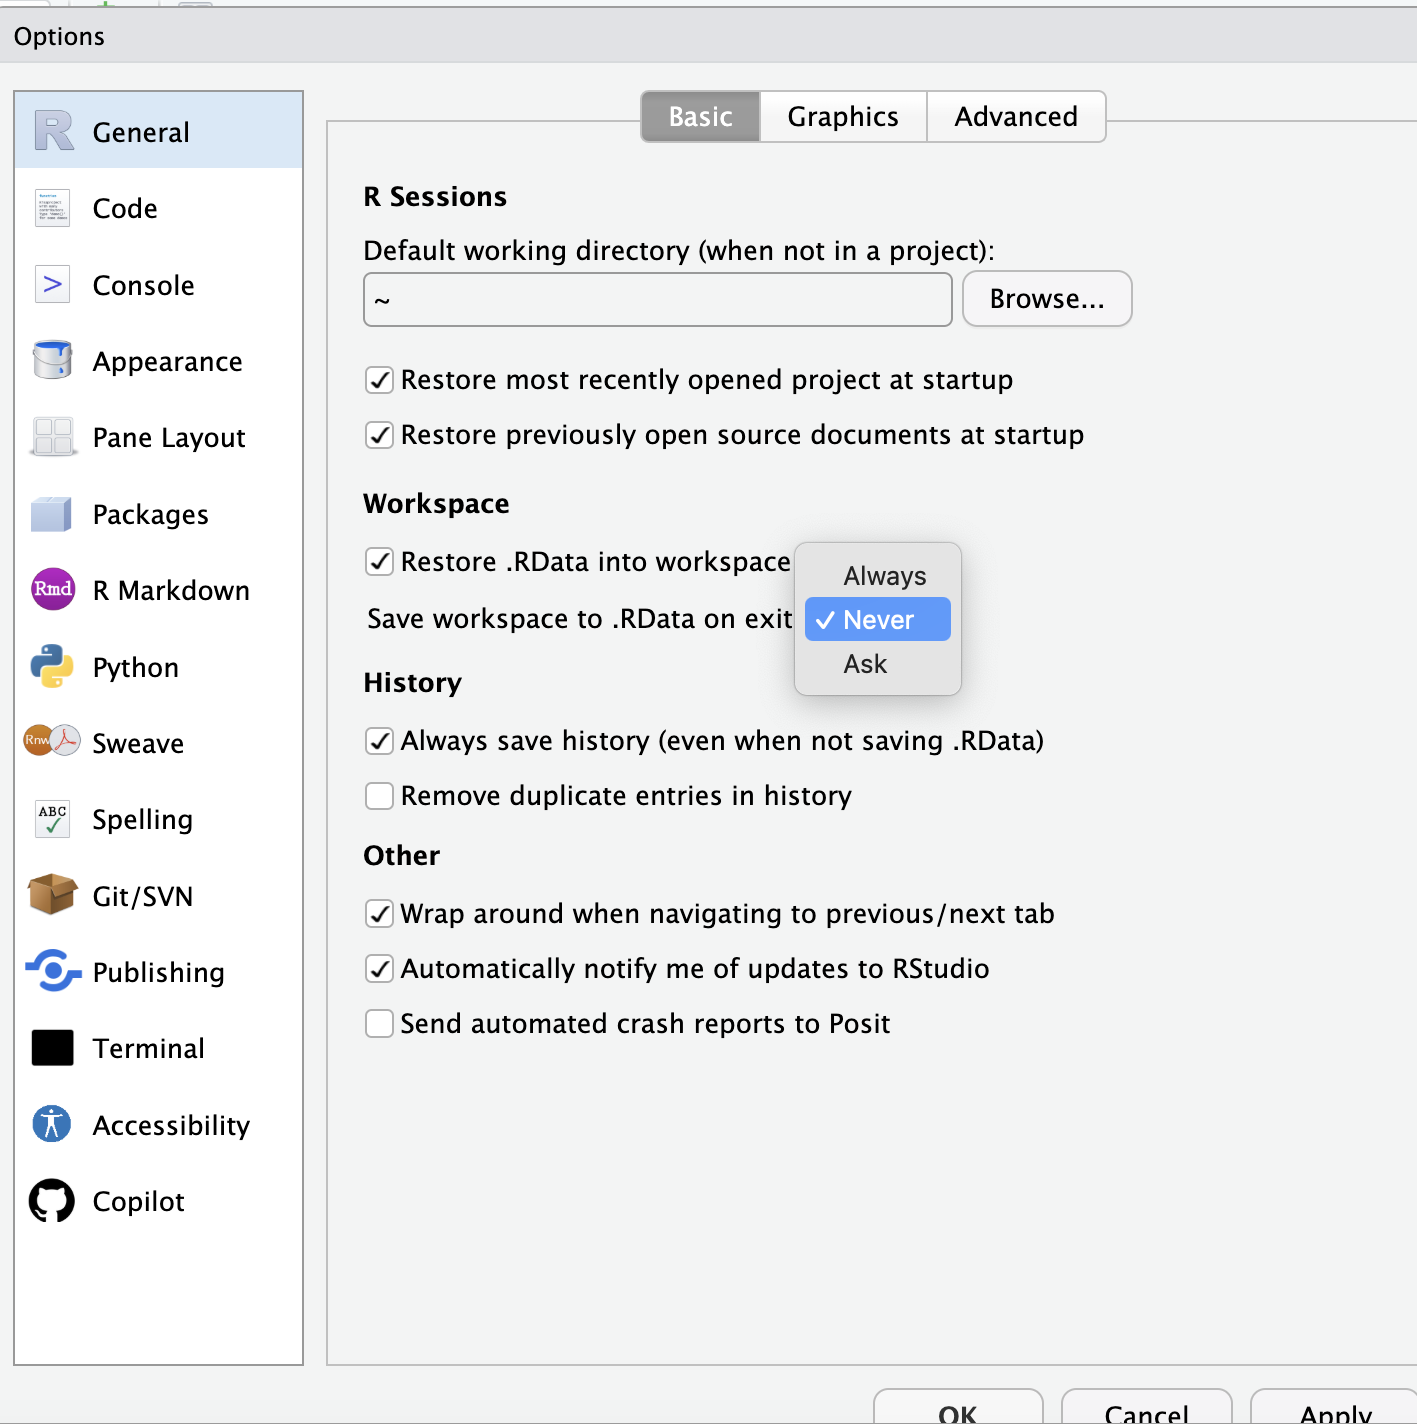 Options
General
Code
Console
Appearance
Pane Layout
Packages
Rmd
R Markdown
Python
Rnw
Sweave
ABC
Spelling
Git/SVN
Publishing
Terminal
Accessibility
Copilot
Basic Graphics Advanced
R Sessions
Default working directory (when not in a project):
~ Browse...
Restore most recently opened project at startup
Restore previously open source documents at startup
Workspace
Restore .RData into workspace
Save workspace to .RData on exit
Always
Never
Ask
History
Always save history (even when not saving .RData)
Remove duplicate entries in history
Other
Wrap around when navigating to previous/next tab
Automatically notify me of updates to RStudio
Send automated crash reports to Posit
OK Cancel Apply